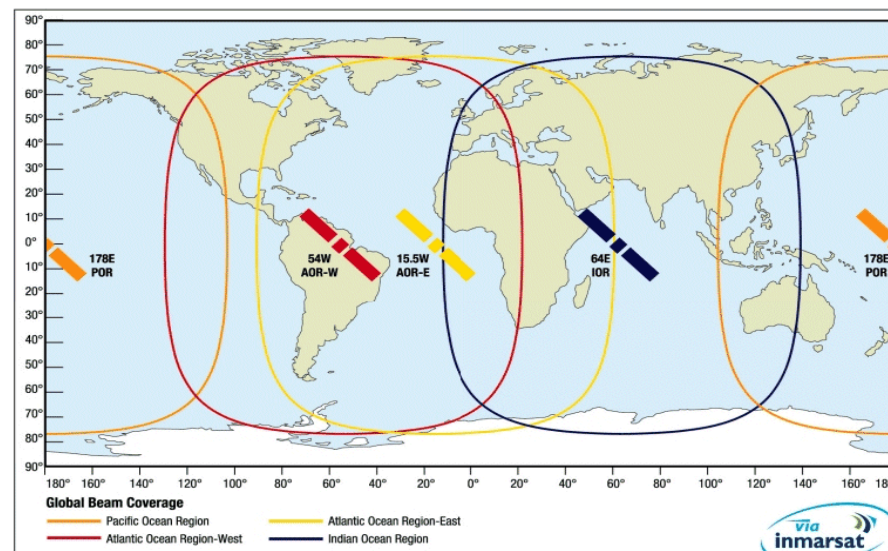 90°
80°
70°
60°
50°
40°
30°
20°
10°
0°
10°
20°
30°
40°
50°
60°
70°
80°
90°
178E
POR
54W
AOR-W
15.5W
AOR-E
64E
IOR
178E
POR
180° 160° 140° 120° 100° 80° 60° 40° 20° 0° 20° 40° 60° 80° 100° 120° 140° 160° 18
Global Beam Coverage
Pacific Ocean Region
Atlantic Ocean Region-West
Atlantic Ocean Region-East
Indian Ocean Region
via
inmarsat